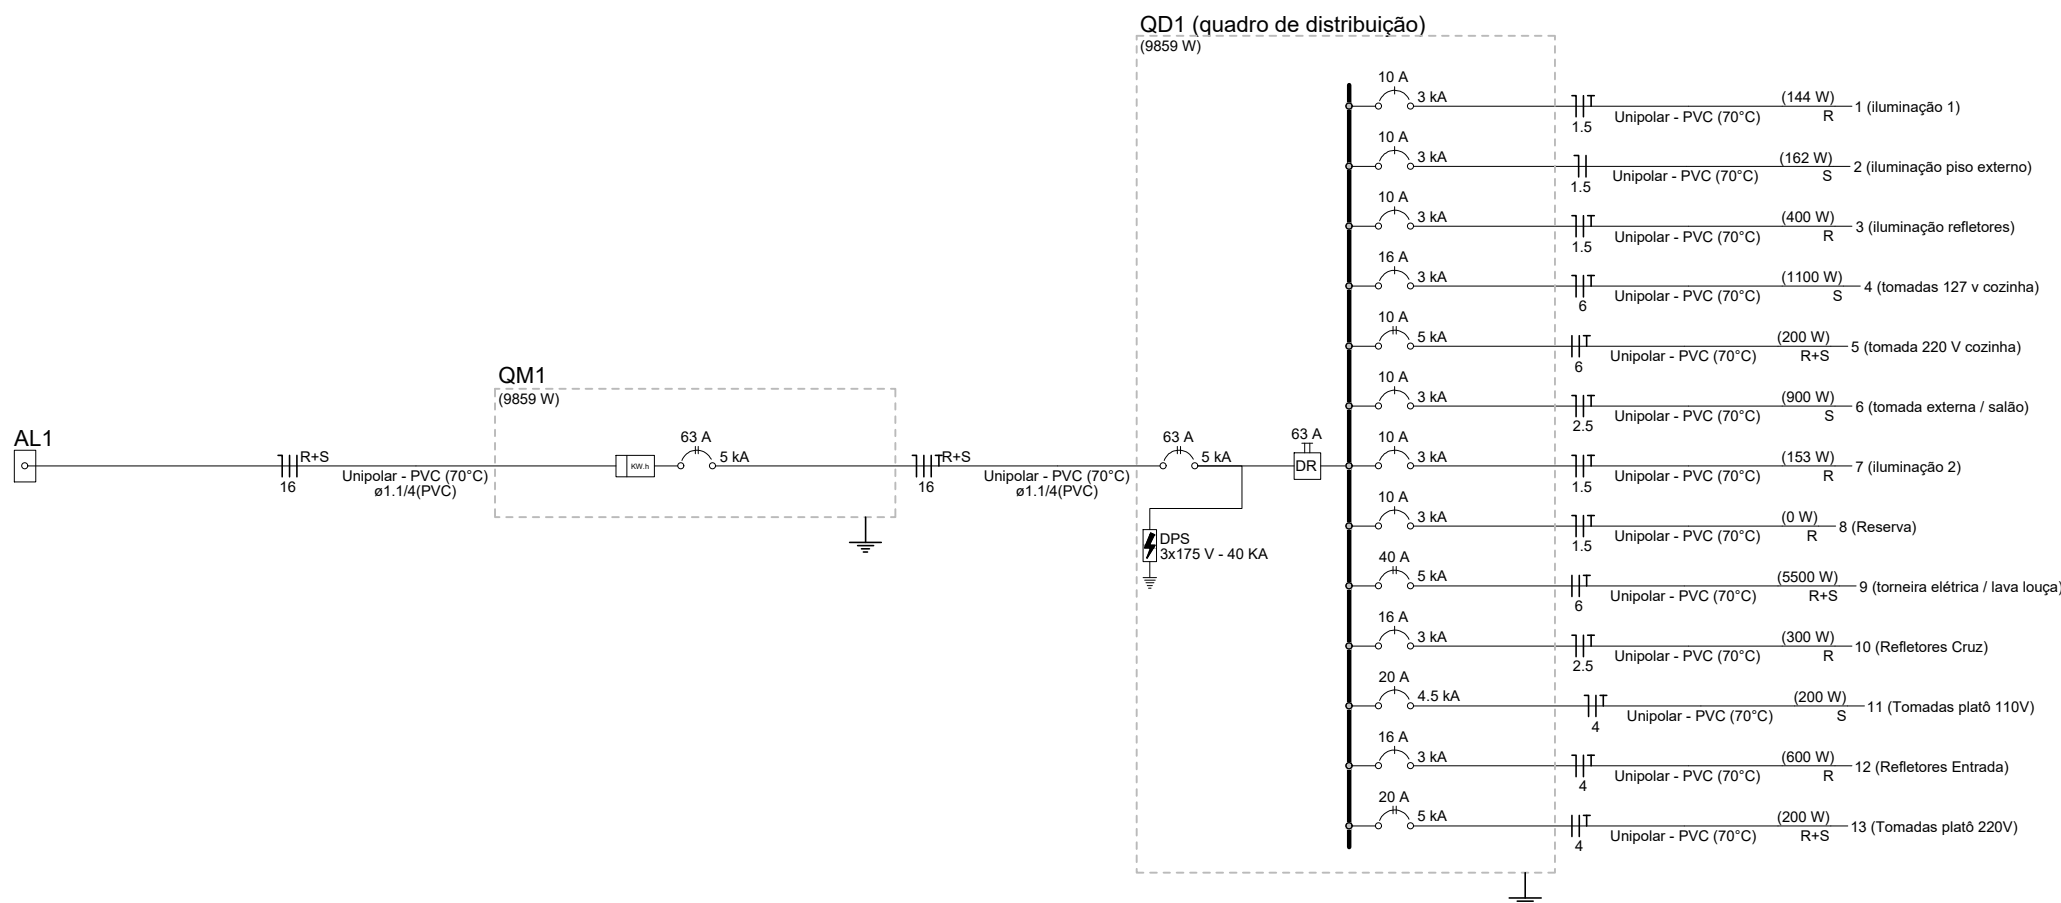 QD1 (quadro de distribuição)
(9859 W)
10 A
3 kA
1.5
T
Unipolar - PVC (70°C)
(144 W)
R
1 (iluminação 1)
10 A
3 kA
1.5
Unipolar - PVC (70°C)
(162 W)
S
2 (iluminação piso externo)
10 A
3 kA
1.5
T
Unipolar - PVC (70°C)
(400 W)
R
3 (iluminação refletores)
16 A
3 kA
6
T
Unipolar - PVC (70°C)
(1100 W)
S
4 (tomadas 127 v cozinha)
10 A
5 kA
6
T
Unipolar - PVC (70°C)
(200 W)
R+S
5 (tomada 220 V cozinha)
10 A
3 kA
2.5
T
Unipolar - PVC (70°C)
(900 W)
S
6 (tomada externa / salão)
QM1
(9859 W)
AL1
R+S
16
Unipolar - PVC (70°C)
ø1.1/4(PVC)
KW.h
63 A
5 kA
T
R+S
16
Unipolar - PVC (70°C)
ø1.1/4(PVC)
63 A
5 kA
63 A
DR
DPS
3x175 V - 40 KA
10 A
3 kA
1.5
T
Unipolar - PVC (70°C)
(153 W)
R
7 (iluminação 2)
10 A
3 kA
1.5
T
Unipolar - PVC (70°C)
(0 W)
R
8 (Reserva)
40 A
5 kA
6
T
Unipolar - PVC (70°C)
(5500 W)
R+S
9 (torneira elétrica / lava louça)
16 A
3 kA
2.5
T
Unipolar - PVC (70°C)
(300 W)
R
10 (Refletores Cruz)
20 A
4.5 kA
4
T
Unipolar - PVC (70°C)
(200 W)
S
11 (Tomadas platô 110V)
16 A
3 kA
4
T
Unipolar - PVC (70°C)
(600 W)
R
12 (Refletores Entrada)
20 A
5 kA
4
T
Unipolar - PVC (70°C)
(200 W)
R+S
13 (Tomadas platô 220V)